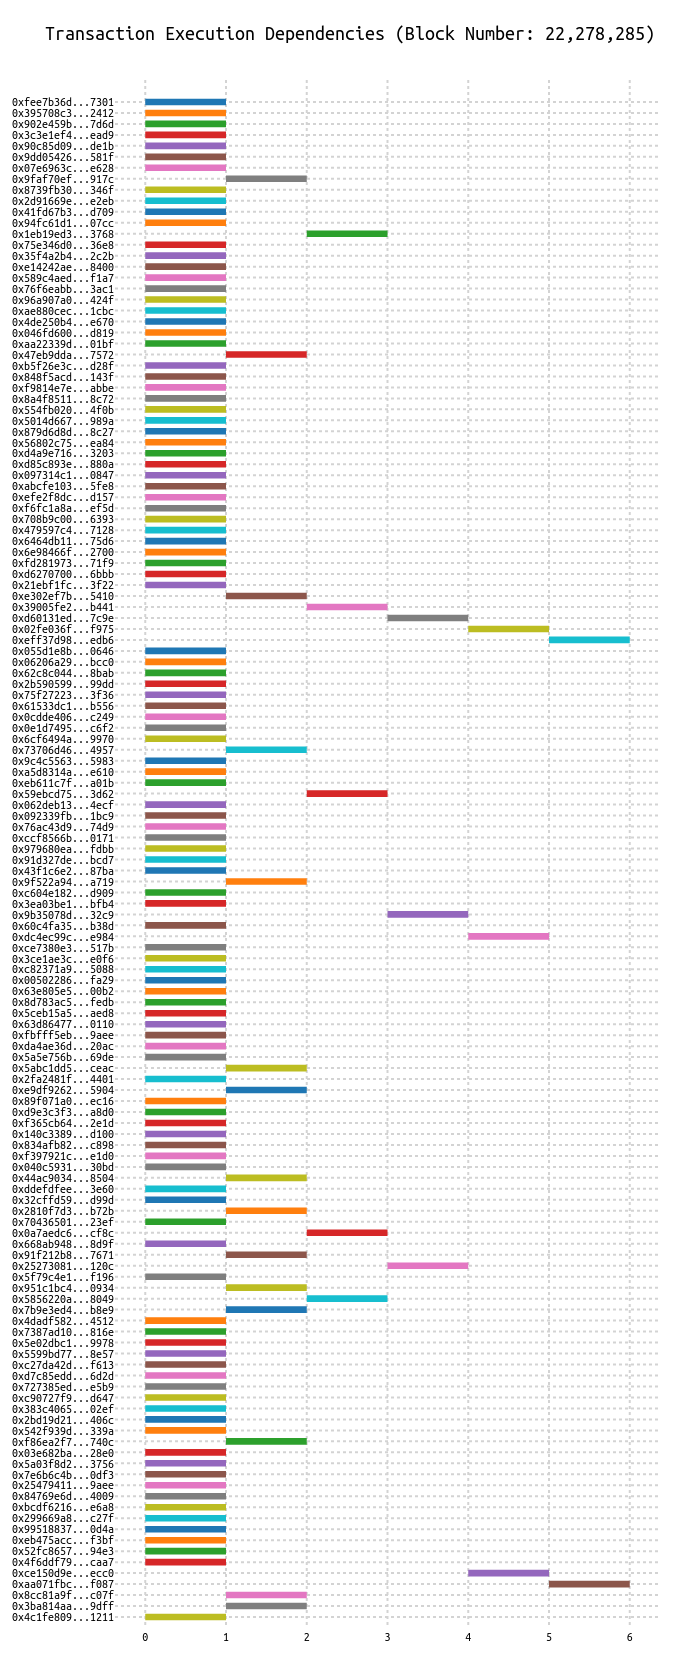 Transaction Execution Dependencies (Block Number: 22,278,285)
0xfee7b36d...7301
0x395708c3...2412
0x902e459b...7d6d
0x3c3e1ef4...ead9
0x90c85d09...de1b
0x9dd05426...581f
0x07e6963c...e628
0x9faf70ef...917c
0x8739fb30...346f
0x2d91669e...e2eb
0x41fd67b3...d709
0x94fc61d1...07cc
0x1eb19ed3...3768
0x75e346d0...36e8
0x35f4a2b4...2c2b
0xe14242ae...8400
0x589c4aed...f1a7
0x76f6eabb...3ac1
0x96a907a0...424f
0xae880cec...1cbc
0x4de250b4...e670
0x046fd600...d819
0xaa22339d...01bf
0x47eb9dda...7572
0xb5f26e3c...d28f
0x848f5acd...143f
0xf9814e7e...abbe
0x8a4f8511...8c72
0x554fb020...4f0b
0x5014d667...989a
0x879d6d8d...8c27
0x56802c75...ea84
0xd4a9e716...3203
0xd85c893e...880a
0x097314c1...0847
0xabcfe103...5fe8
0xefe2f8dc...d157
0xf6fc1a8a...ef5d
0x708b9c00...6393
0x479597c4...7128
0x6464db11...75d6
0x6e98466f...2700
0xfd281973...71f9
0xd6270700...6bbb
0x21ebf1fc...3f22
0xe302ef7b...5410
0x39005fe2...b441
0xd60131ed...7c9e
0x02fe036f...f975
0xeff37d98...edb6
0x055d1e8b...0646
0x06206a29...bcc0
0x62c8c044...8bab
0x2b590599...99dd
0x75f27223...3f36
0x61533dc1...b556
0x0cdde406...c249
0x0e1d7495...c6f2
0x6cf6494a...9970
0x73706d46...4957
0x9c4c5563...5983
0xa5d8314a...e610
0xeb611c7f...a01b
0x59ebcd75...3d62
0x062deb13...4ecf
0x092339fb...1bc9
0x76ac43d9...74d9
0xccf8566b...0171
0x979680ea...fdbb
0x91d327de...bcd7
0x43f1c6e2...87ba
0x9f522a94...a719
0xc604e182...d909
0x3ea03be1...bfb4
0x9b35078d...32c9
0x60c4fa35...b38d
0xdc4ec99c...e984
0xce7380e3...517b
0x3ce1ae3c...e0f6
0xc82371a9...5088
0x00502286...fa29
0x63e805e5...00b2
0x8d783ac5...fedb
0x5ceb15a5...aed8
0x63d86477...0110
0xfbfff5eb...9aee
0xda4ae36d...20ac
0x5a5e756b...69de
0x5abc1dd5...ceac
0x2fa2481f...4401
0xe9df9262...5904
0x89f071a0...ec16
0xd9e3c3f3...a8d0
0xf365cb64...2e1d
0x140c3389...d100
0x834afb82...c898
0xf397921c...e1d0
0x040c5931...30bd
0x44ac9034...8504
0xddefdfee...3e60
0x32cffd59...d99d
0x2810f7d3...b72b
0x70436501...23ef
0x0a7aedc6...cf8c
0x668ab948...8d9f
0x91f212b8...7671
0x25273081...120c
0x5f79c4e1...f196
0x951c1bc4...0934
0x5856220a...8049
0x7b9e3ed4...b8e9
0x4dadf582...4512
0x7387ad10...816e
0x5e02dbc1...9978
0x5599bd77...8e57
0xc27da42d...f613
0xd7c85edd...6d2d
0x727385ed...e5b9
0xc90727f9...d647
0x383c4065...02ef
0x2bd19d21...406c
0x542f939d...339a
0xf86ea2f7...740c
0x03e682ba...28e0
0x5a03f8d2...3756
0x7e6b6c4b...0df3
0x25479411...9aee
0x84769e6d...4009
0xbcdf6216...e6a8
0x299669a8...c27f
0x99518837...0d4a
0xeb475acc...f3bf
0x52fc8657...94e3
0x4f6ddf79...caa7
0xce150d9e...ecc0
0xaa071fbc...f087
0x8cc81a9f...c07f
0x3ba814aa...9dff
0x4c1fe809...1211
0 1 2 3 4 5 6